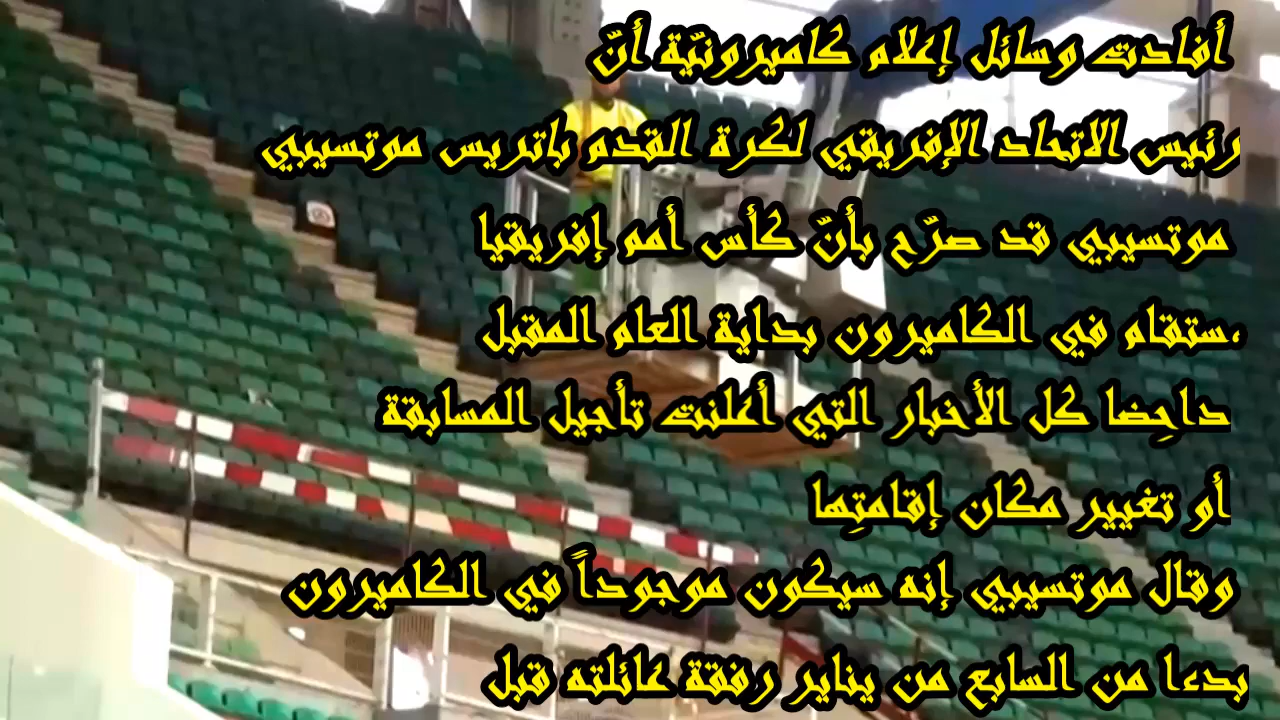 أفادت وسائل إعلام كاميرونيّة أنّ
رئيس الاتحاد الإفريقي لكرة القدم باتريس موتسيبي
موتسيبي قد صرّح بأنّ كأس أمم إفريقيا
ستقام في الكاميرون بداية العام المقبل،
داحِضا كل الأخبار التي أعلنت تأجيل المسابقة
أو تغيير مكان إقامتِها
وقال موتسيبي إنه سيكون موجوداً في الكاميرون
بدءا من السابع من يناير رفقة عائلته قبل